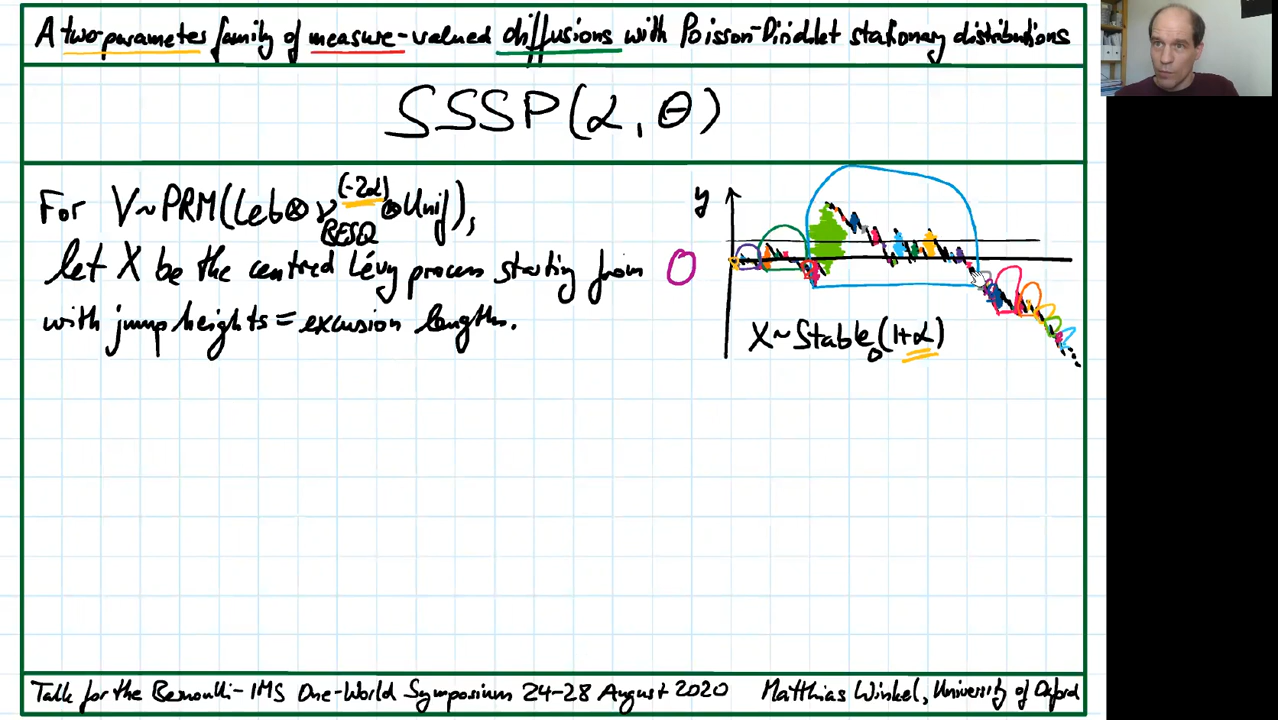 A two-parameter family of measure-valued diffusions with Poisson-Dirichlet stationary distributions
SSSP(α, θ)
For V~PRM(Leb⊗ν_BESQ^(-2α)⊗Unif),
let X be the centred Lévy process starting from 0
with jump heights = excursion lengths.
y
X~Stable_0(1+α)
Talk for the Bernoulli-IMS One-World Symposium 24-28 August 2020 Matthias Winkel, University of Oxford